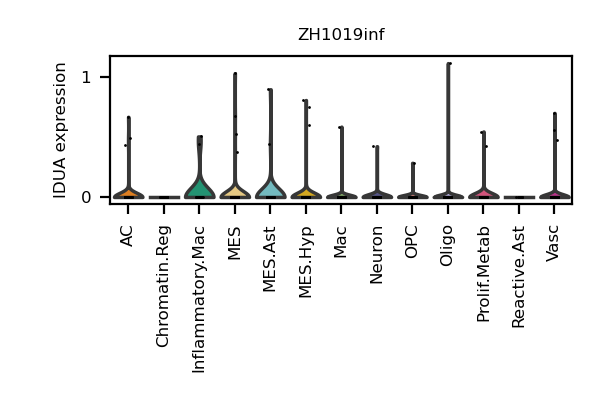 ZH1019inf
IDUA expression
1
0
AC
Chromatin.Reg
Inflammatory.Mac
MES
MES.Ast
MES.Hyp
Mac
Neuron
OPC
Oligo
Prolif.Metab
Reactive.Ast
Vasc